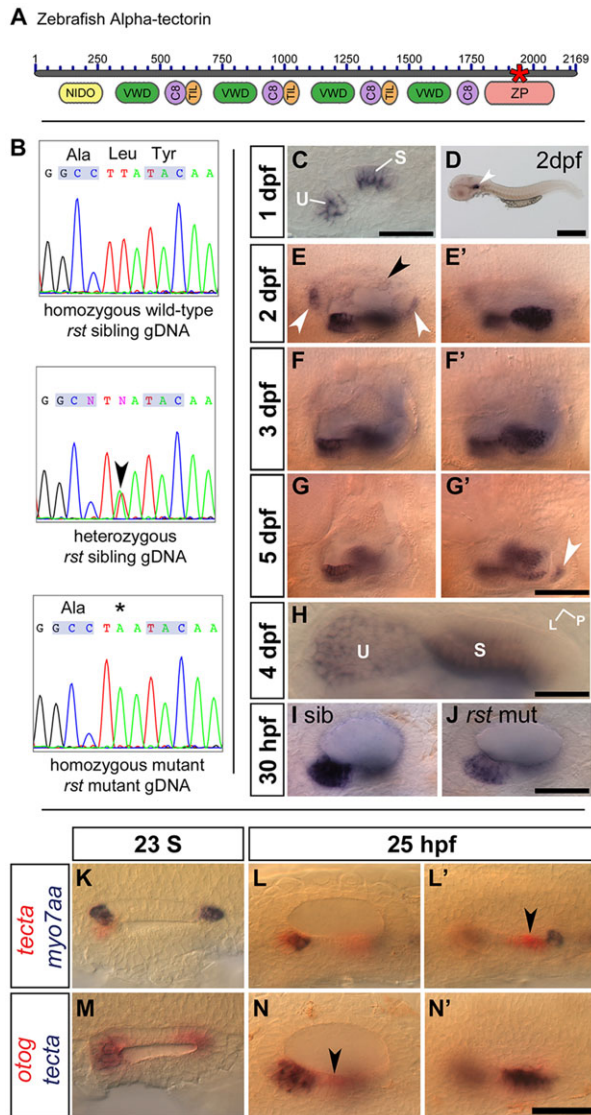 A Zebrafish Alpha-tectorin
1 250 500 750 1000 1250 1500 1750 2000 2169
NIDO VWD C8 TIL VWD C8 TIL VWD C8 TIL VWD C8 ZP
*
B
Ala Leu Tyr
G G C C T T A T A C A A
homozygous wild-type
rst sibling gDNA
G G C N T N A T A C A A
heterozygous
rst sibling gDNA
Ala *
G G C C T A A T A C A A
homozygous mutant
rst mutant gDNA
1 dpf
C
S
U
D 2dpf
2 dpf
E
E'
3 dpf
F
F'
5 dpf
G
G'
4 dpf
H
U
S
L P
30 hpf
I sib
J rst mut
23 S
25 hpf
tecta
myo7aa
K
L
L'
otog
tecta
M
N
N'